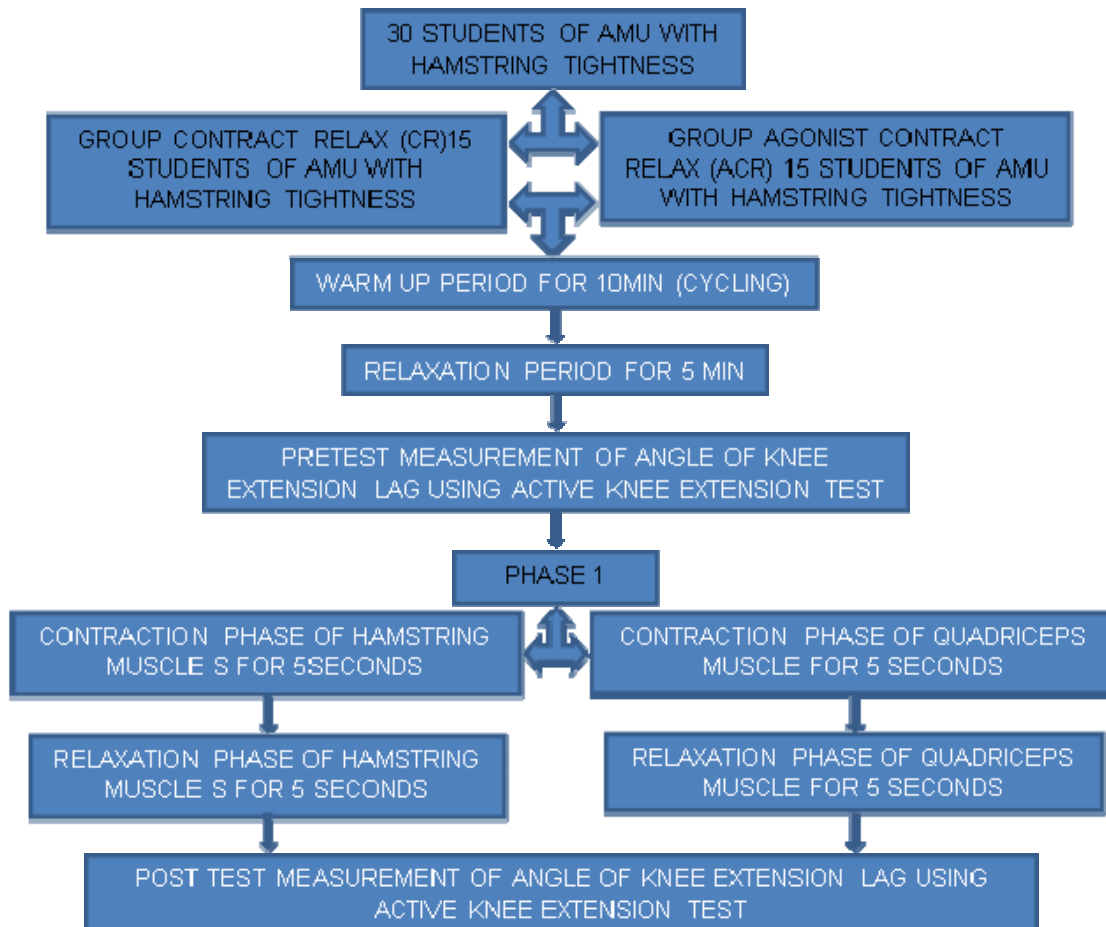 30 STUDENTS OF AMU WITH
HAMSTRING TIGHTNESS
GROUP CONTRACT RELAX (CR)15
STUDENTS OF AMU WITH
HAMSTRING TIGHTNESS
GROUP AGONIST CONTRACT
RELAX (ACR) 15 STUDENTS OF AMU
WITH HAMSTRING TIGHTNESS
WARM UP PERIOD FOR 10MIN (CYCLING)
RELAXATION PERIOD FOR 5 MIN
PRETEST MEASUREMENT OF ANGLE OF KNEE
EXTENSION LAG USING ACTIVE KNEE EXTENSION TEST
PHASE 1
CONTRACTION PHASE OF HAMSTRING
MUSCLE S FOR 5SECONDS
CONTRACTION PHASE OF QUADRICEPS
MUSCLE FOR 5 SECONDS
RELAXATION PHASE OF HAMSTRING
MUSCLE S FOR 5 SECONDS
RELAXATION PHASE OF QUADRICEPS
MUSCLE FOR 5 SECONDS
POST TEST MEASUREMENT OF ANGLE OF KNEE EXTENSION LAG USING
ACTIVE KNEE EXTENSION TEST